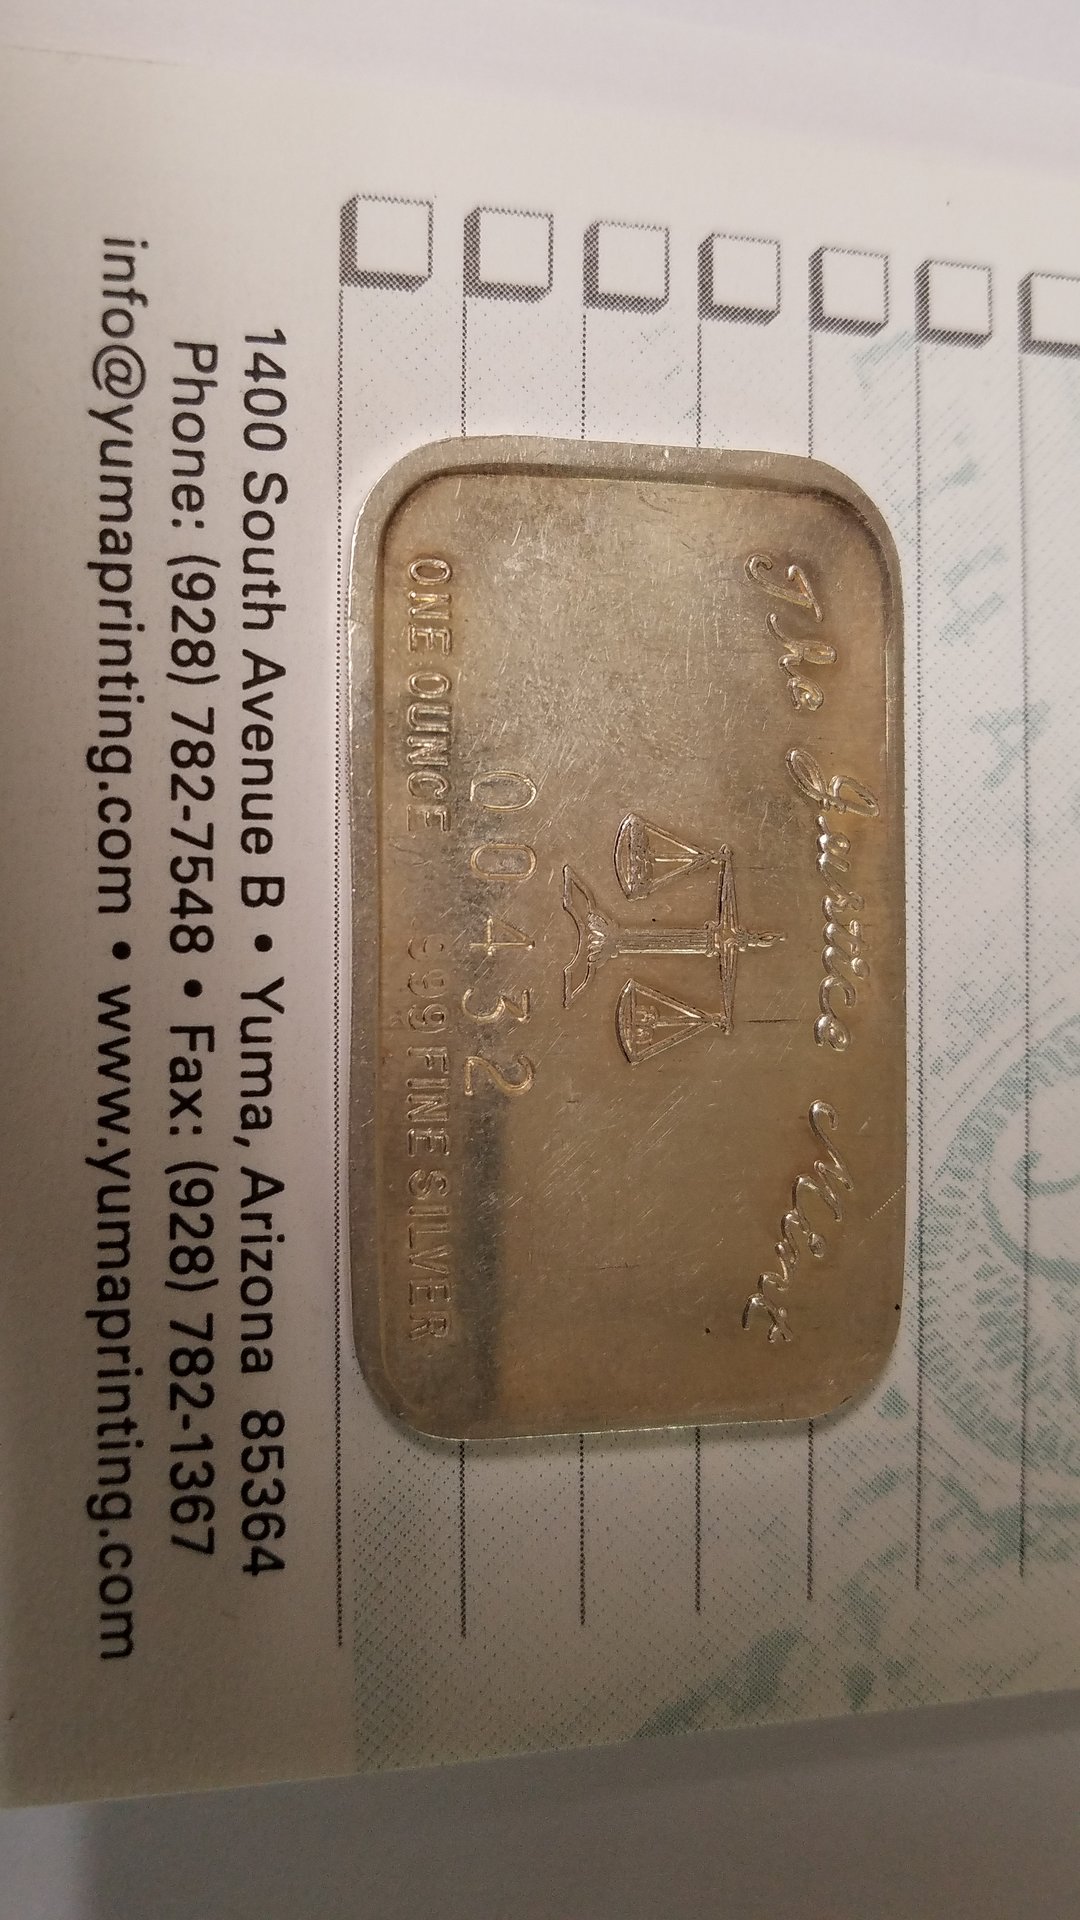 The Justice Mint
00432
ONE OUNCE 999 FINE SILVER
1400 South Avenue B • Yuma, Arizona 85364
Phone: (928) 782-7548 • Fax: (928) 782-1367
info@yumaprinting.com • www.yumaprinting.com